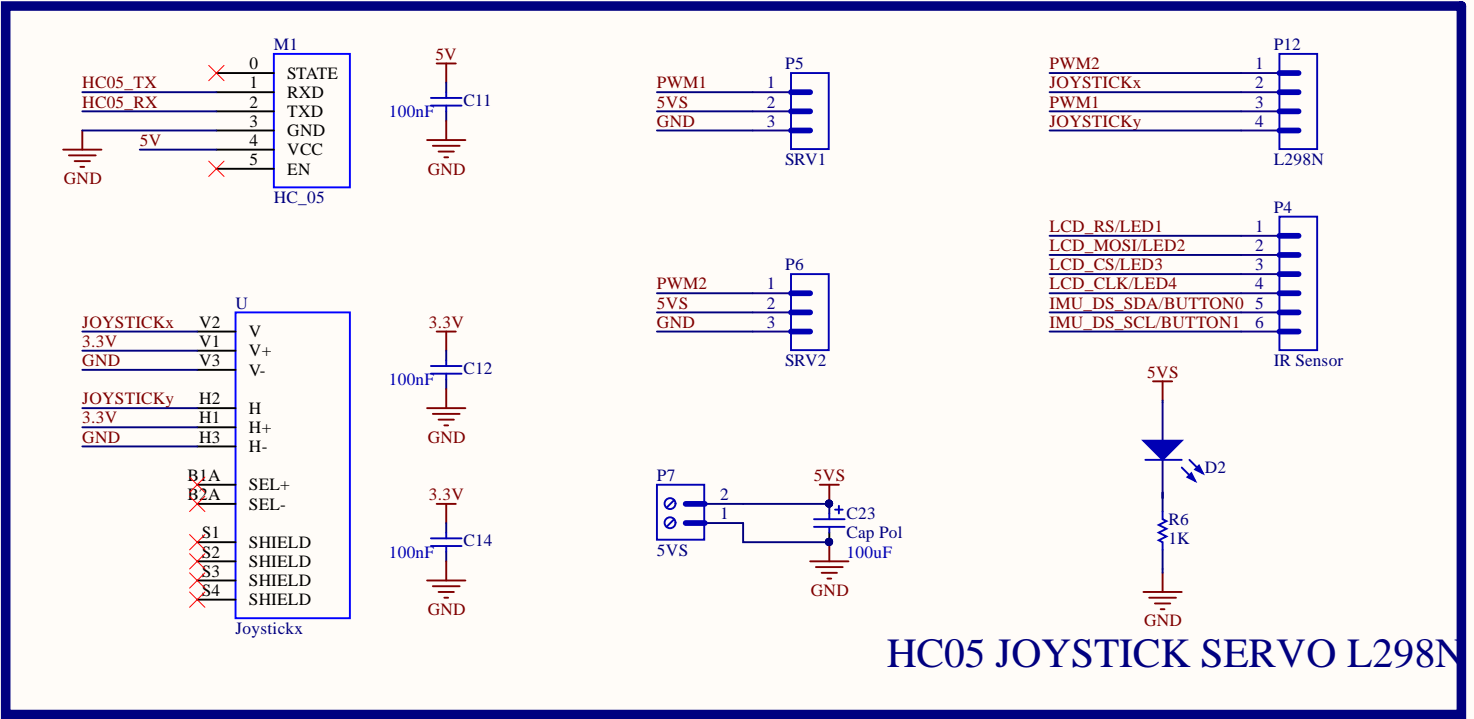 M1
0 STATE
HC05_TX 1 RXD
HC05_RX 2 TXD
3 GND
5V 4 VCC
5 EN
GND
HC_05
5V
100nF C11
GND
P5
PWM1 1
5VS 2
GND 3
SRV1
P12
PWM2 1
JOYSTICKx 2
PWM1 3
JOYSTICKy 4
L298N
P4
LCD_RS/LED1 1
LCD_MOSI/LED2 2
LCD_CS/LED3 3
LCD_CLK/LED4 4
IMU_DS_SDA/BUTTON0 5
IMU_DS_SCL/BUTTON1 6
IR Sensor
P6
PWM2 1
5VS 2
GND 3
SRV2
U
JOYSTICKx V2 V
3.3V V1 V+
GND V3 V-
JOYSTICKy H2 H
3.3V H1 H+
GND H3 H-
B1A SEL+
B2A SEL-
S1 SHIELD
S2 SHIELD
S3 SHIELD
S4 SHIELD
Joystickx
3.3V
100nF C12
GND
3.3V
100nF C14
GND
P7
2
1
5VS
5VS
+ C23
Cap Pol
100uF
GND
5VS
D2
R6
1K
GND
HC05 JOYSTICK SERVO L298N